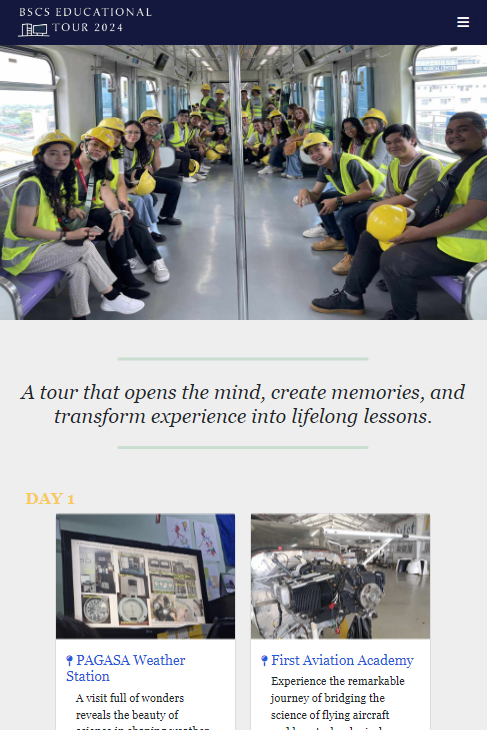 BSCS EDUCATIONAL
TOUR 2024
A tour that opens the mind, create memories, and
transform experience into lifelong lessons.
DAY 1
PAGASA Weather
Station
First Aviation Academy
A visit full of wonders
reveals the beauty of
Experience the remarkable
journey of bridging the
science of flying aircraft